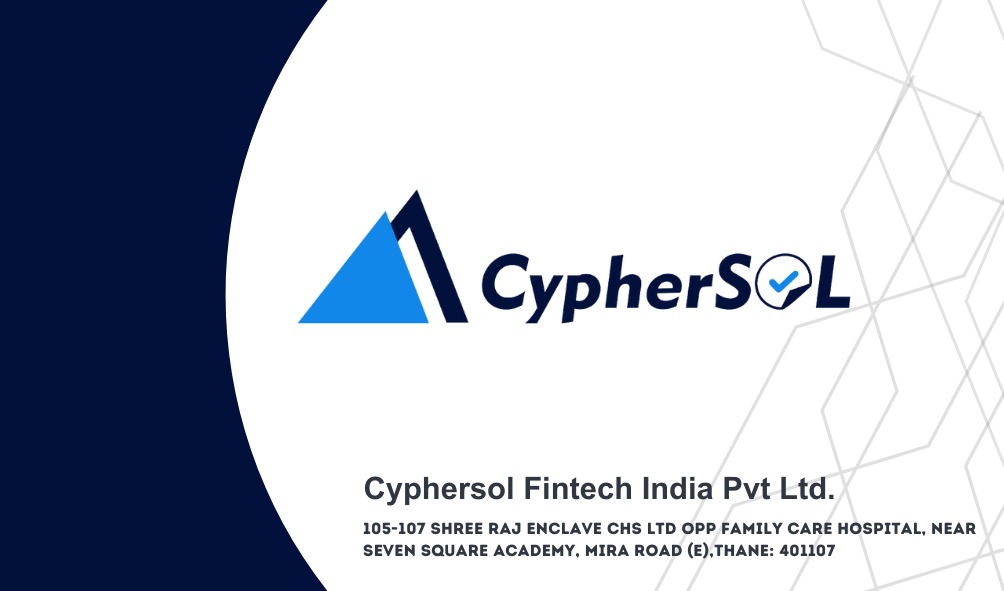 CypherSOL
Cyphersol Fintech India Pvt Ltd.
105-107 SHREE RAJ ENCLAVE CHS LTD OPP FAMILY CARE HOSPITAL, NEAR
SEVEN SQUARE ACADEMY, MIRA ROAD (E),THANE: 401107